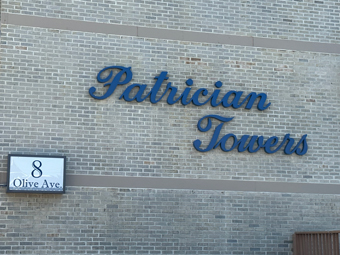 Patrician
Towers
8
Olive Ave.